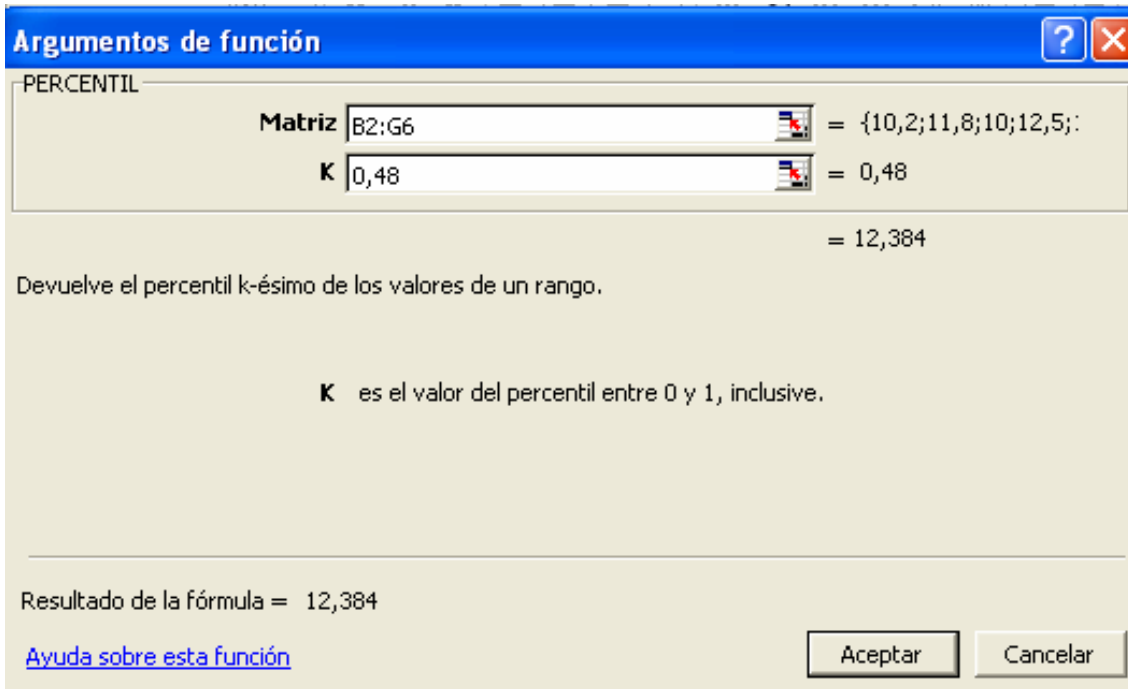 Argumentos de función
PERCENTIL
Matriz B2:G6 = {10,2;11,8;10;12,5;
K 0,48 = 0,48
= 12,384
Devuelve el percentil k-ésimo de los valores de un rango.
K es el valor del percentil entre 0 y 1, inclusive.
Resultado de la fórmula = 12,384
Ayuda sobre esta función Aceptar Cancelar